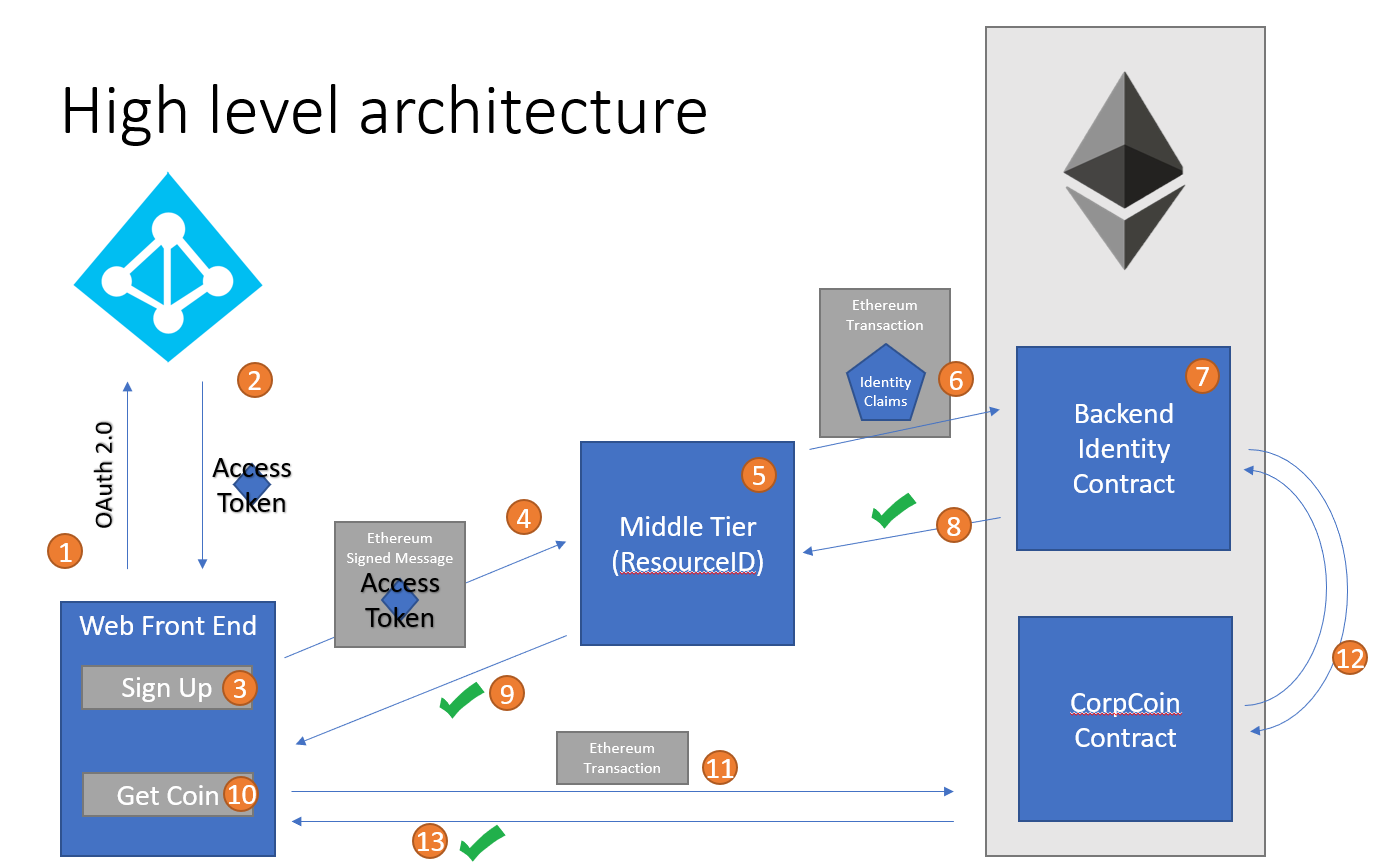 High level architecture
OAuth 2.0
1
2
Access
Token
Web Front End
Sign Up
3
Get Coin
10
Ethereum
Signed Message
Access
Token
4
Middle Tier
(ResourceID)
5
Ethereum
Transaction
Identity
Claims
6
Backend
Identity
Contract
7
8
9
Ethereum
Transaction
11
CorpCoin
Contract
12
13